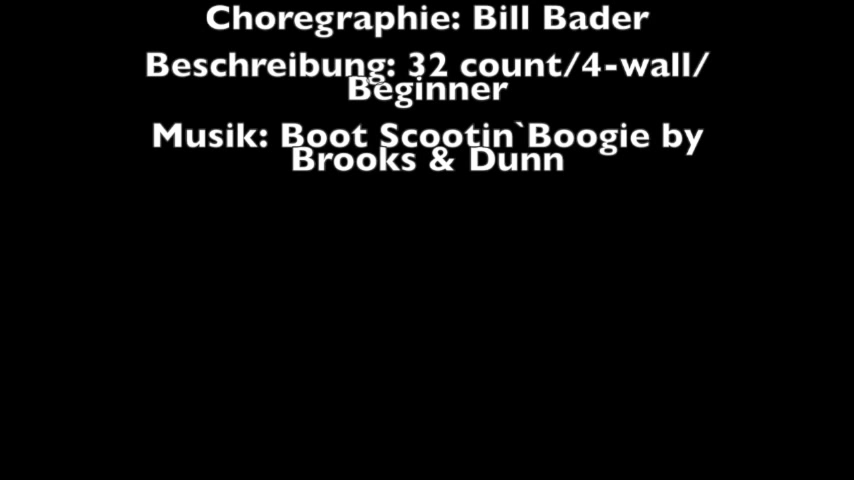 Choregraphie: Bill Bader
Beschreibung: 32 count/4-wall/
Beginner
Musik: Boot Scootin`Boogie by
Brooks & Dunn